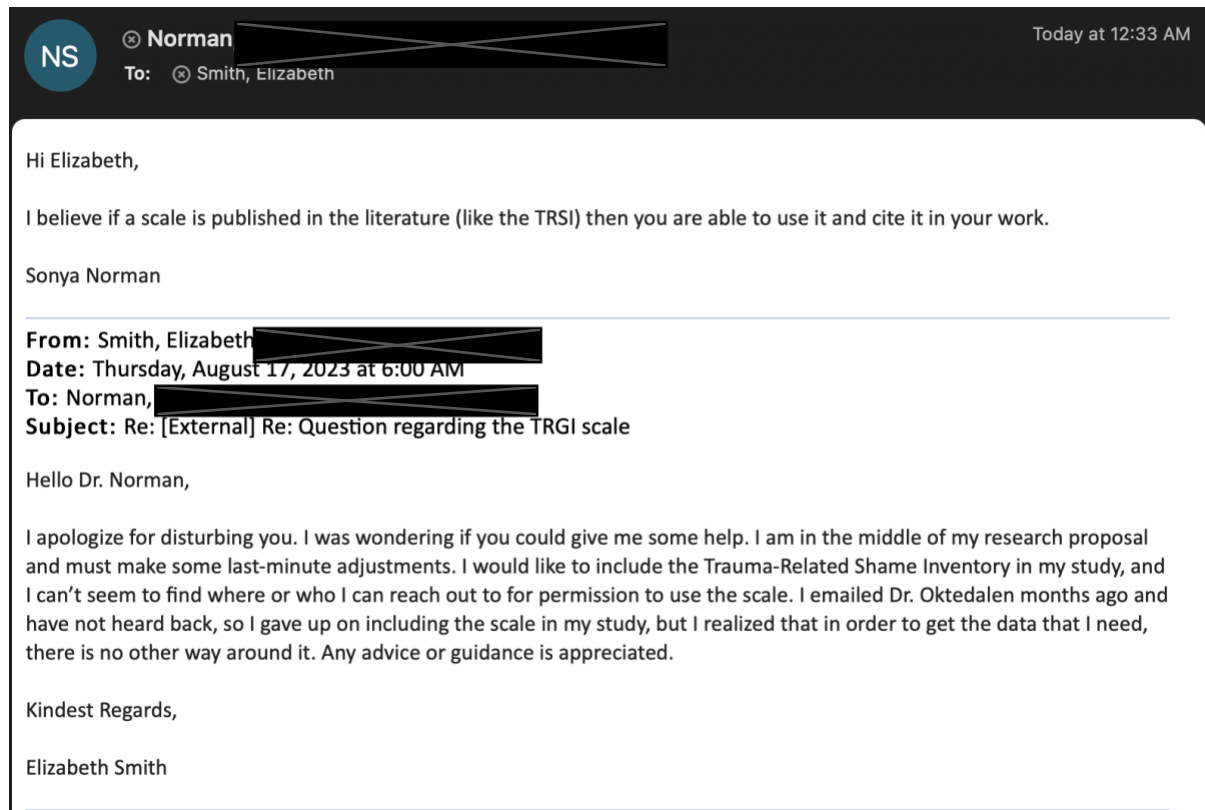 NS
Norman
Today at 12:33 AM
To: Smith, Elizabeth
Hi Elizabeth,
I believe if a scale is published in the literature (like the TRSI) then you are able to use it and cite it in your work.
Sonya Norman
From: Smith, Elizabeth
Date: Thursday, August 17, 2023 at 6:00 AM
To: Norman,
Subject: Re: [External] Re: Question regarding the TRGI scale
Hello Dr. Norman,
I apologize for disturbing you. I was wondering if you could give me some help. I am in the middle of my research proposal
and must make some last-minute adjustments. I would like to include the Trauma-Related Shame Inventory in my study, and
I can’t seem to find where or who I can reach out to for permission to use the scale. I emailed Dr. Oktedalen months ago and
have not heard back, so I gave up on including the scale in my study, but I realized that in order to get the data that I need,
there is no other way around it. Any advice or guidance is appreciated.
Kindest Regards,
Elizabeth Smith